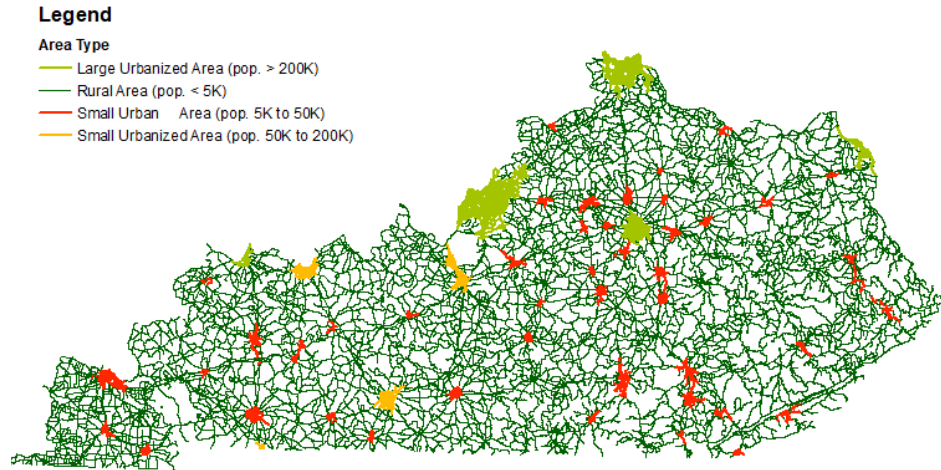 Legend
Area Type
Large Urbanized Area (pop. > 200K)
Rural Area (pop. < 5K)
Small Urban Area (pop. 5K to 50K)
Small Urbanized Area (pop. 50K to 200K)